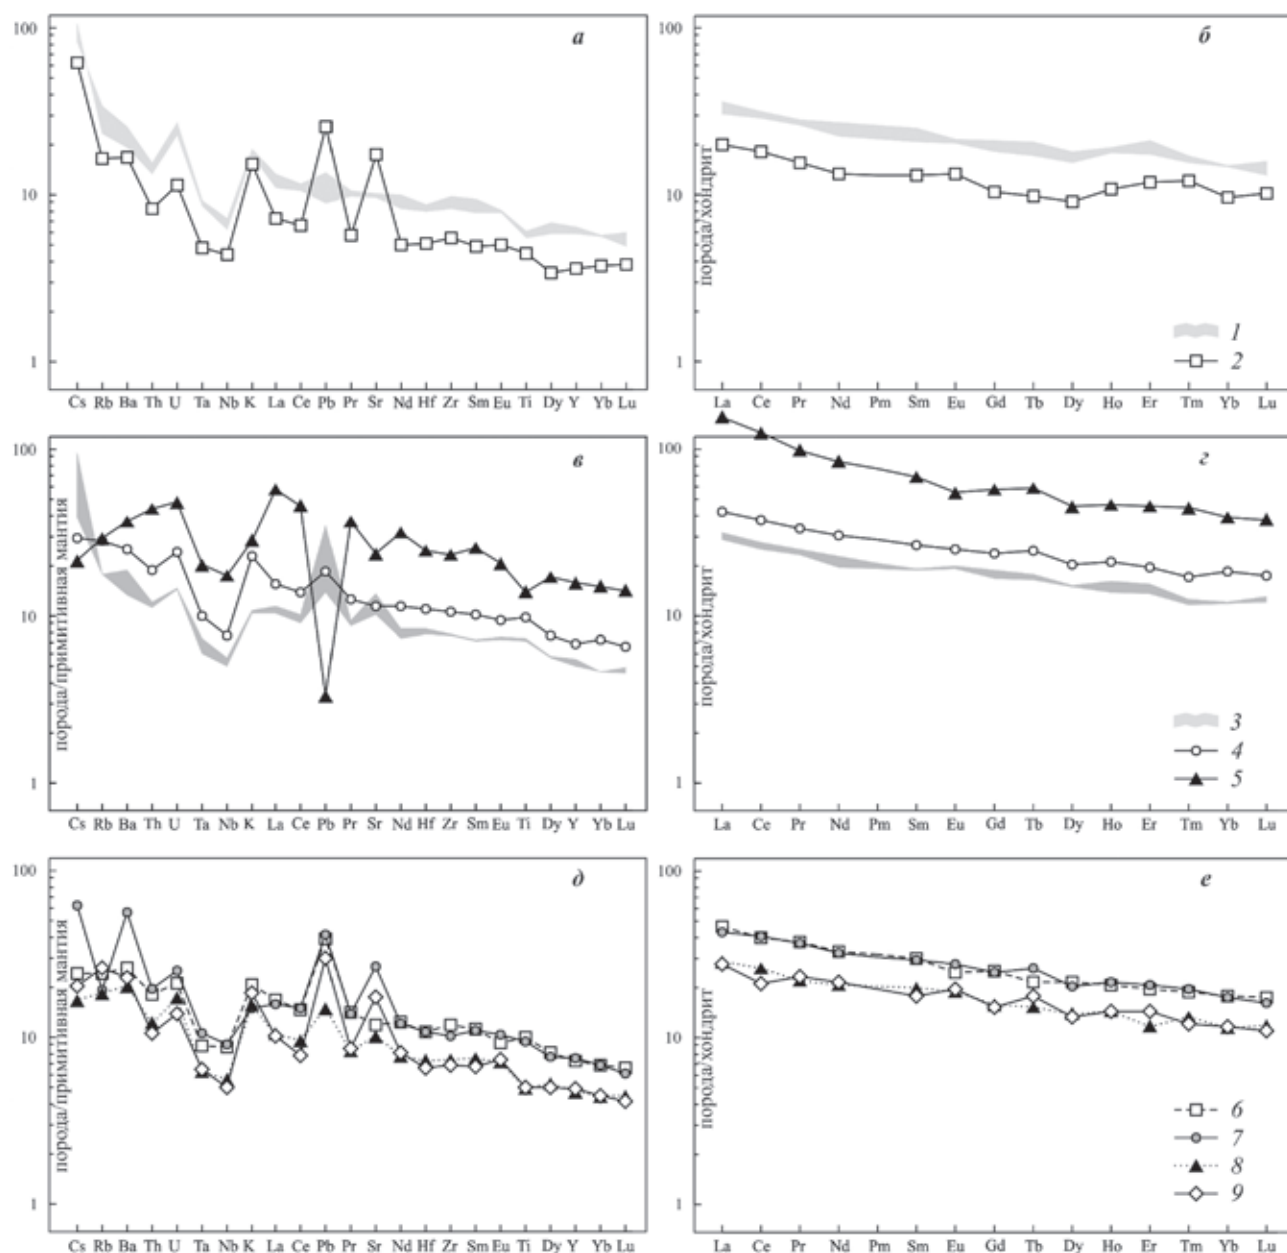 100
10
1
а
Cs Rb Ba Th U Ta Nb K La Ce Pb Pr Sr Nd Hf Zr Sm Eu Ti Dy Y Yb Lu
порода/хондрит
100
10
1
б
1
2
La Ce Pr Nd Pm Sm Eu Gd Tb Dy Ho Er Tm Yb Lu
порода/примитивная мантия
100
10
1
в
Cs Rb Ba Th U Ta Nb K La Ce Pb Pr Sr Nd Hf Zr Sm Eu Ti Dy Y Yb Lu
порода/хондрит
100
10
1
г
3
4
5
La Ce Pr Nd Pm Sm Eu Gd Tb Dy Ho Er Tm Yb Lu
порода/примитивная мантия
100
10
1
д
Cs Rb Ba Th U Ta Nb K La Ce Pb Pr Sr Nd Hf Zr Sm Eu Ti Dy Y Yb Lu
порода/хондрит
100
10
1
е
6
7
8
9
La Ce Pr Nd Pm Sm Eu Gd Tb Dy Ho Er Tm Yb Lu